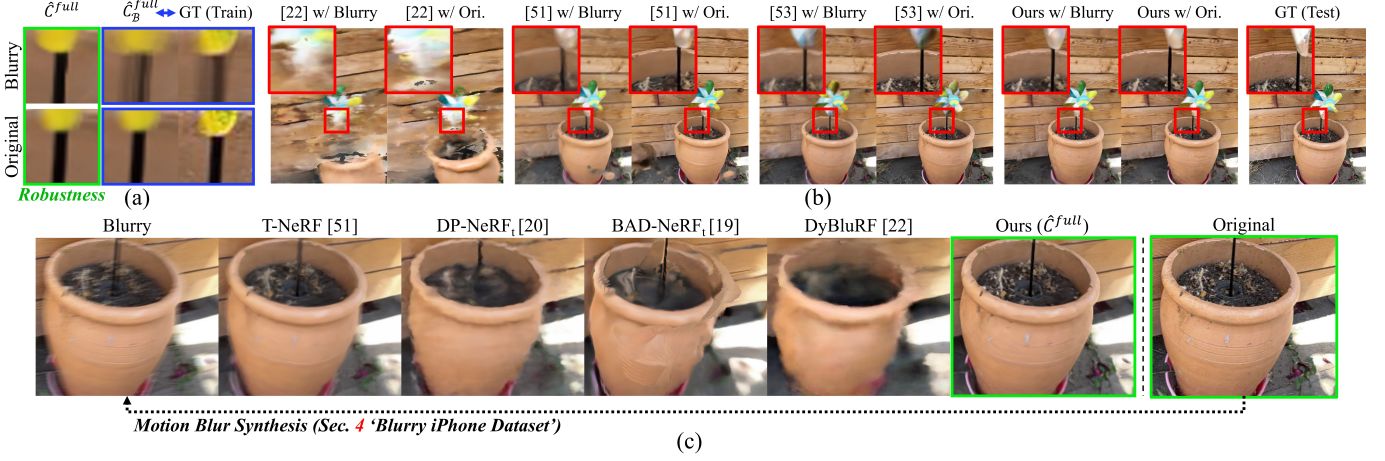 Ĉ^full Ĉ_B^full ↔ GT (Train) [22] w/ Blurry [22] w/ Ori. [51] w/ Blurry [51] w/ Ori. [53] w/ Blurry [53] w/ Ori. Ours w/ Blurry Ours w/ Ori. GT (Test)
Blurry
Original
Robustness (a) (b)
Blurry T-NeRF [51] DP-NeRF_t [20] BAD-NeRF_t [19] DyBluRF [22] Ours (Ĉ^full) Original
Motion Blur Synthesis (Sec. 4 ‘Blurry iPhone Dataset’)
(c)